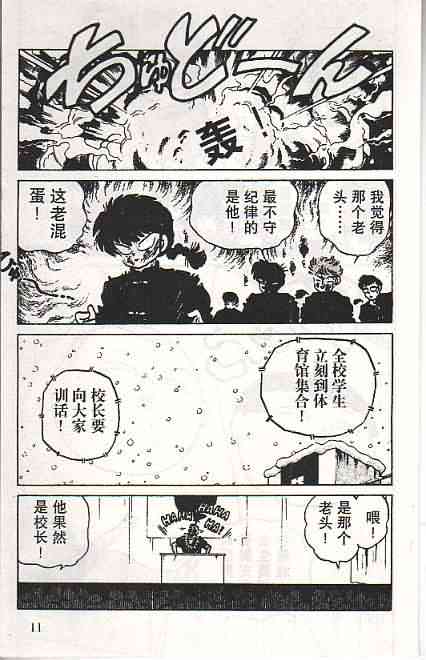 ちゅどーん
轰！
我觉得
那个老
头……
最不守
纪律的
是他！
这老混
蛋！
全校学生
立刻到体
育馆集合！
校长要
向大家
训话！
喂！
是那个
老头！
HAHA
HAHA
HA!
他果然
是校长！
11